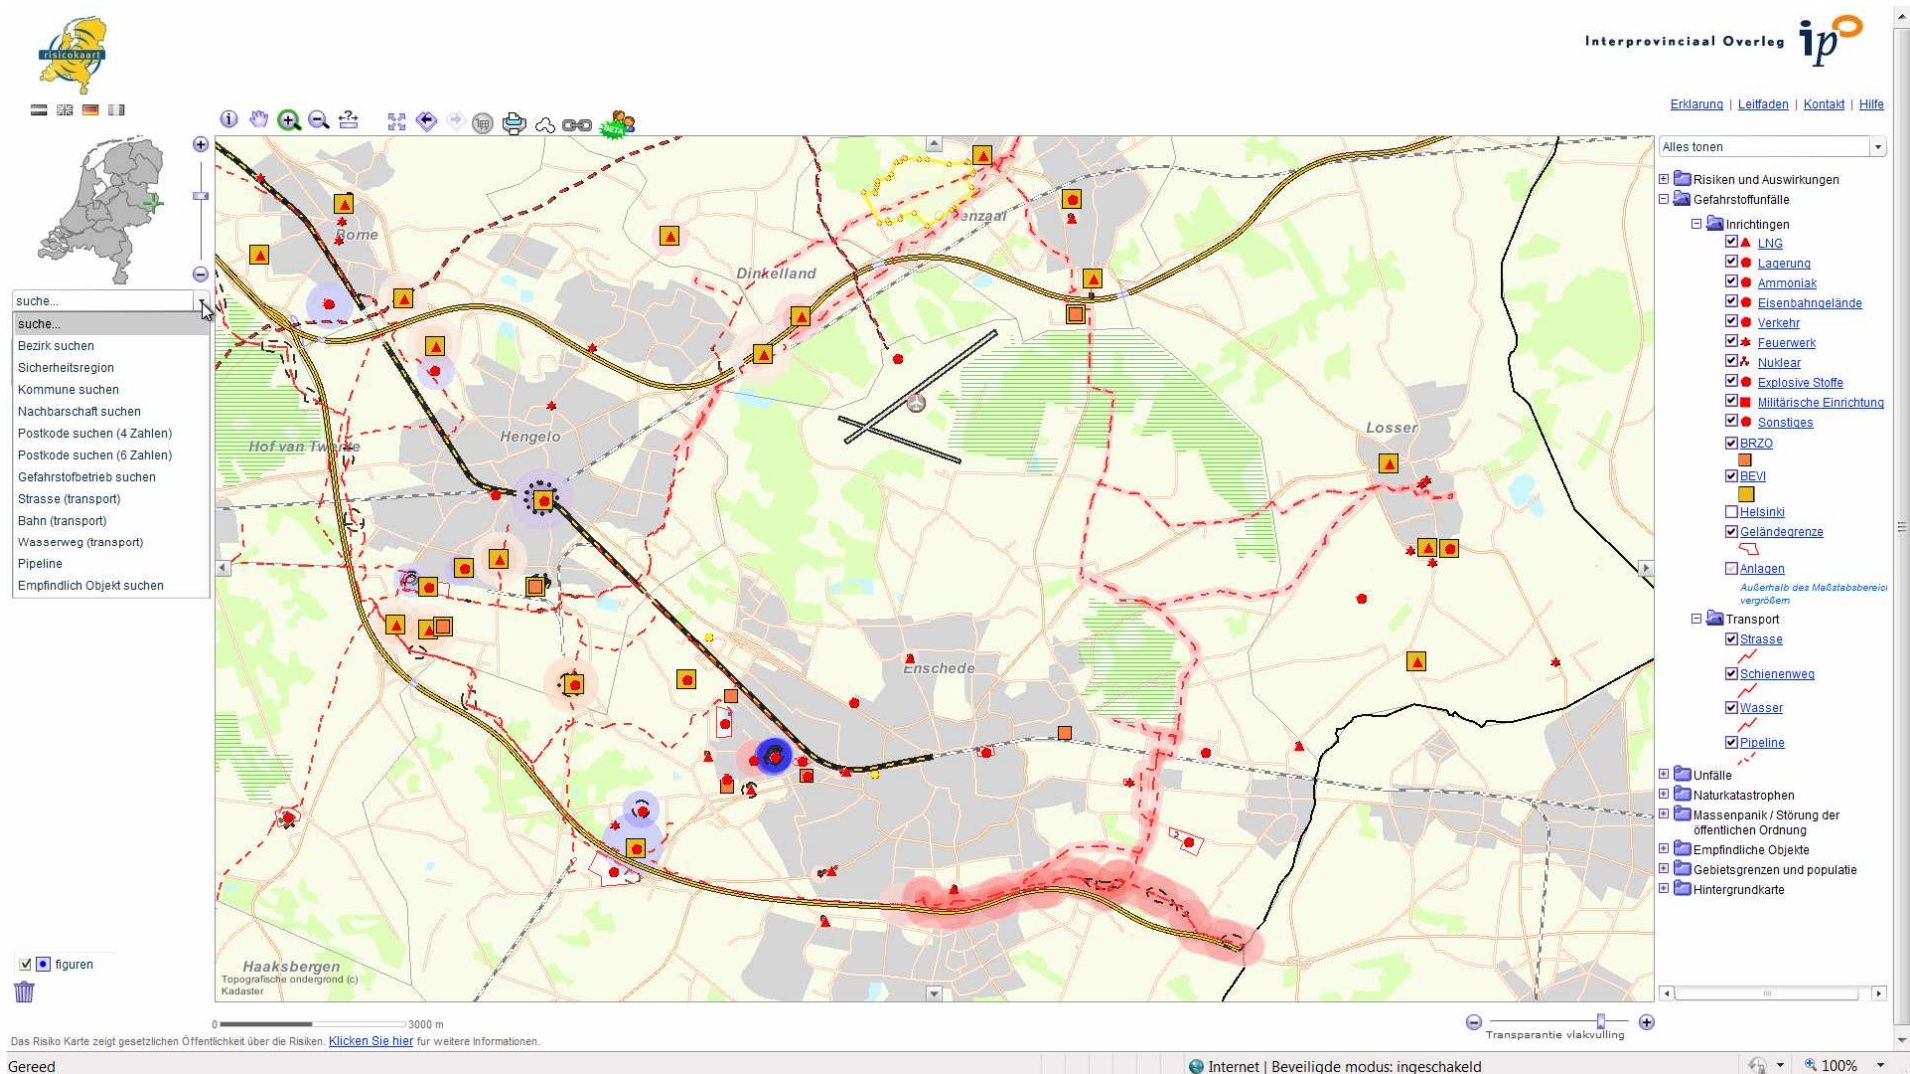 risicokaart
Interprovinciaal Overleg ipo
Erklarung | Leitfaden | Kontakt | Hilfe
suche...
suche...
Bezirk suchen
Sicherheitsregion
Kommune suchen
Nachbarschaft suchen
Postkode suchen (4 Zahlen)
Postkode suchen (6 Zahlen)
Gefahrstofbetrieb suchen
Strasse (transport)
Bahn (transport)
Wasserweg (transport)
Pipeline
Empfindlich Objekt suchen
figuren
BETA
Borne
enzaal
Dinkelland
Hengelo
Hof van Twente
Losser
Enschede
Haaksbergen
Topografische ondergrond (c)
Kadaster
Alles tonen
Risiken und Auswirkungen
Gefahrstoffunfälle
Inrichtingen
LNG
Lagerung
Ammoniak
Eisenbahngelände
Verkehr
Feuerwerk
Nuklear
Explosive Stoffe
Militärische Einrichtung
Sonstiges
BRZO
BEVI
Helsinki
Geländegrenze
Anlagen
Außerhalb des Maßstabsbereic
vergrößern
Transport
Strasse
Schienenweg
Wasser
Pipeline
Unfälle
Naturkatastrophen
Massenpanik / Störung der
öffentlichen Ordnung
Empfindliche Objekte
Gebietsgrenzen und populatie
Hintergrundkarte
0 3000 m
Transparantie vlakvulling
Das Risiko Karte zeigt gesetzlichen Öffentlichkeit über die Risiken. Klicken Sie hier fur weitere Informationen.
Gereed
Internet | Beveiligde modus: ingeschakeld
100%